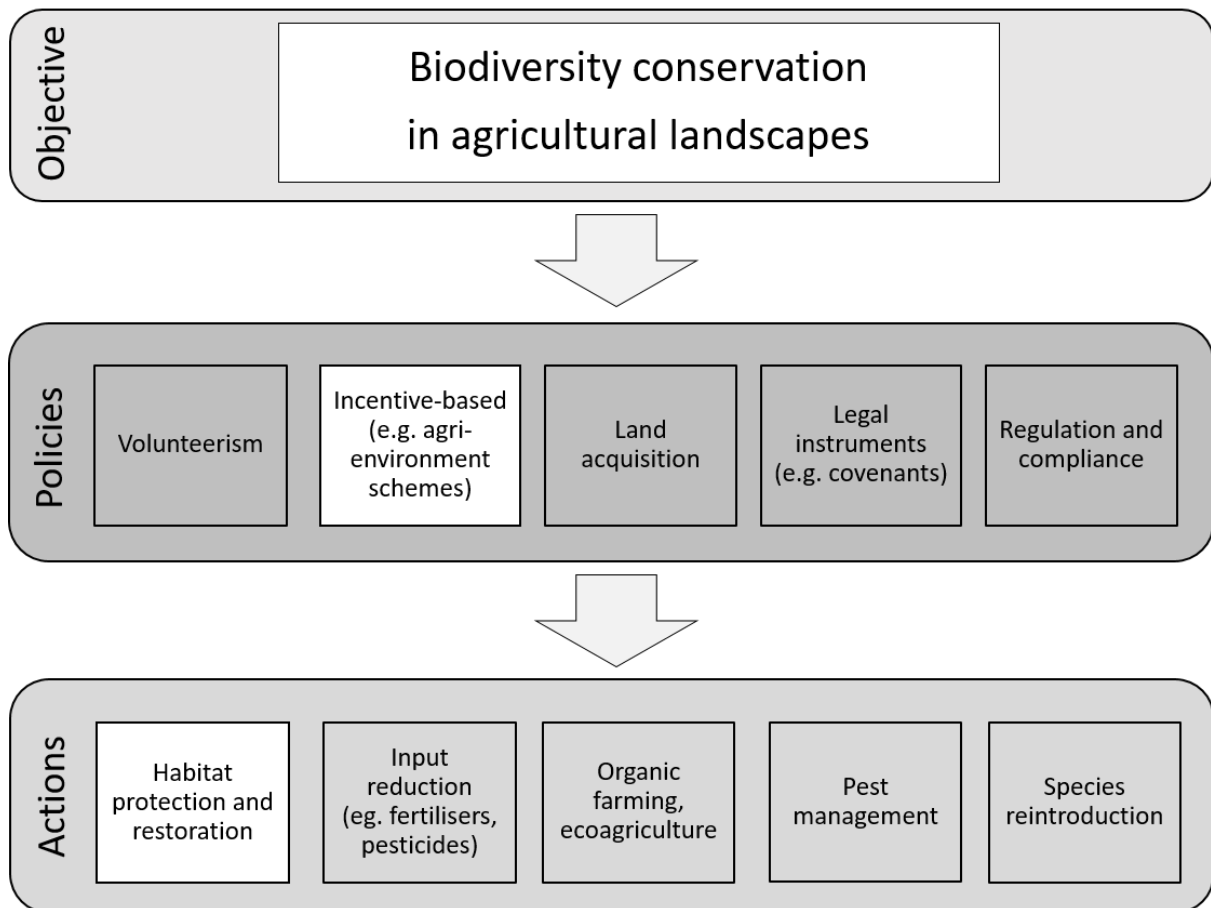 Objective
Biodiversity conservation
in agricultural landscapes
Policies
Volunteerism
Incentive-based
(e.g. agri-
environment
schemes)
Land
acquisition
Legal
instruments
(e.g. covenants)
Regulation and
compliance
Actions
Habitat
protection and
restoration
Input
reduction
(eg. fertilisers,
pesticides)
Organic
farming,
ecoagriculture
Pest
management
Species
reintroduction